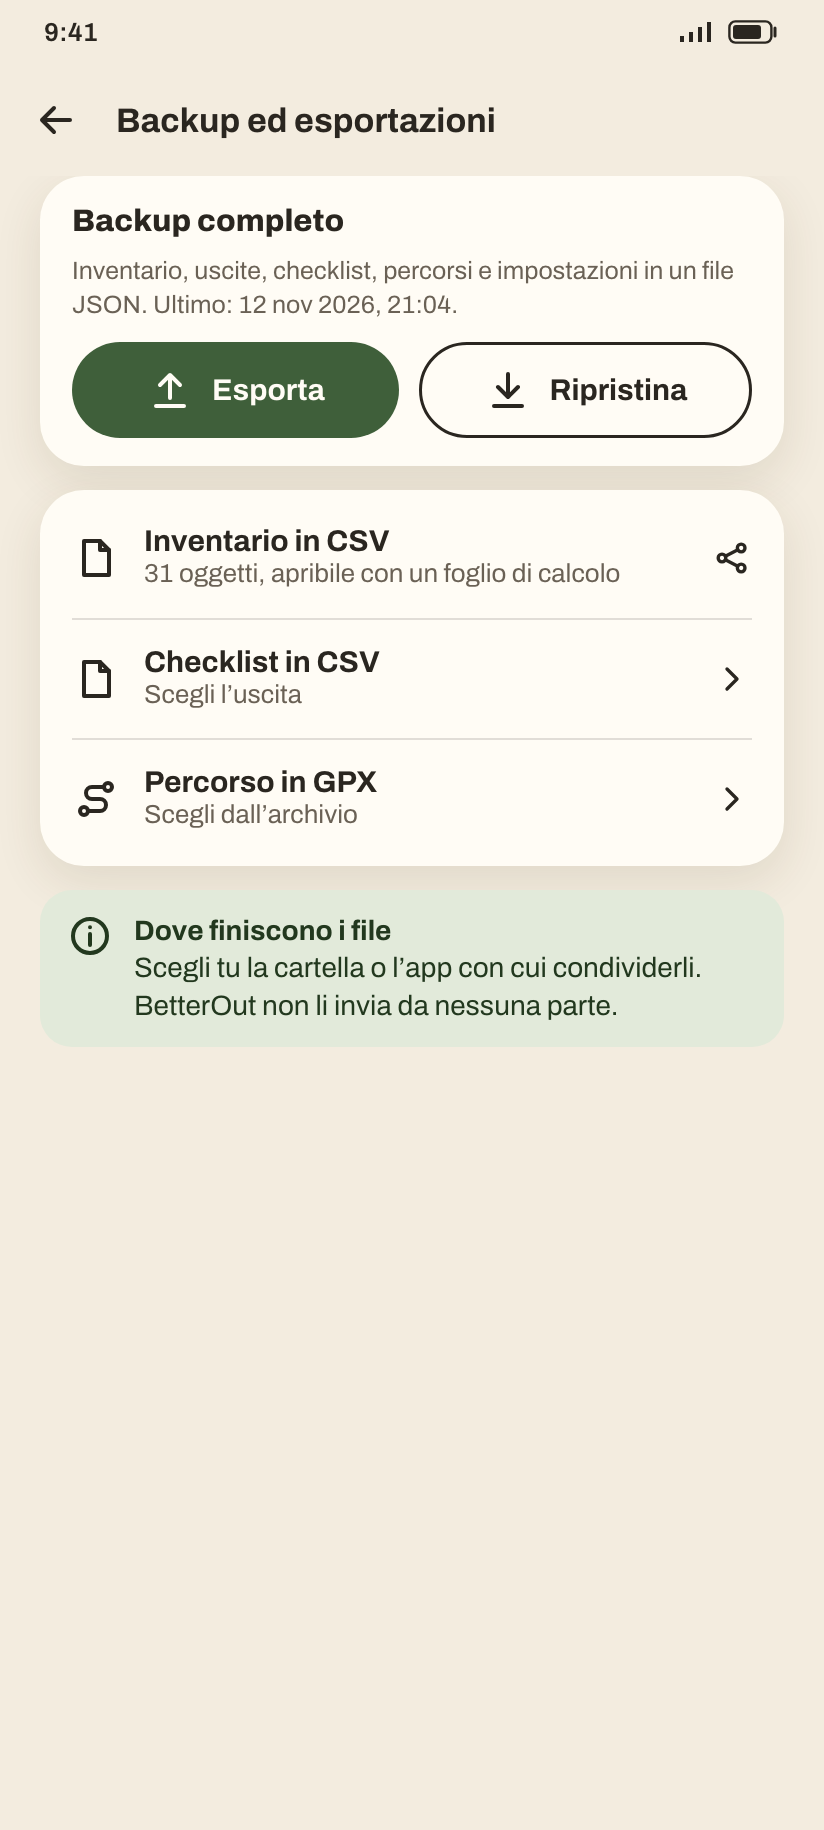 9:41
Backup ed esportazioni
Backup completo
Inventario, uscite, checklist, percorsi e impostazioni in un file
JSON. Ultimo: 12 nov 2026, 21:04.
Esporta
Ripristina
Inventario in CSV
31 oggetti, apribile con un foglio di calcolo
Checklist in CSV
Scegli l’uscita
Percorso in GPX
Scegli dall’archivio
Dove finiscono i file
Scegli tu la cartella o l’app con cui condividerli.
BetterOut non li invia da nessuna parte.